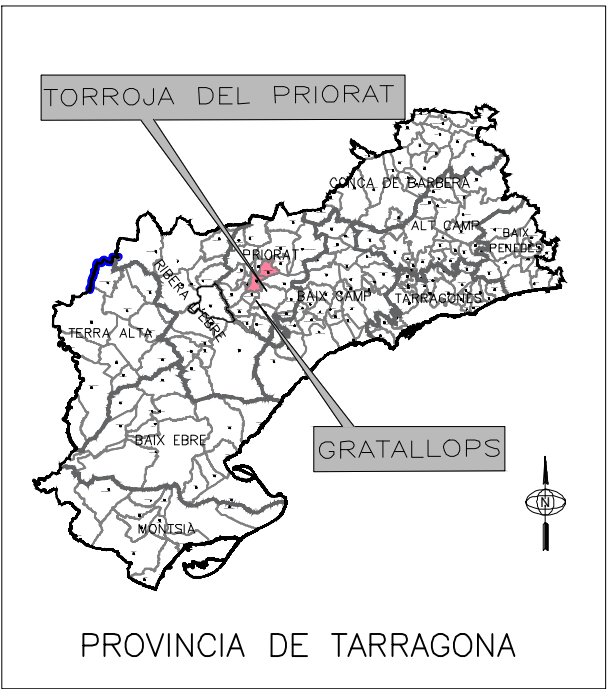 TORROJA DEL PRIORAT
CONCA DE BARBERA
ALT CAMP
BAIX
PENEDES
PRIORAT
RIBERA D'EBRE
BAIX CAMP
TARRAGONES
TERRA ALTA
BAIX EBRE
GRATALLOPS
MONTSIÀ
N
PROVINCIA DE TARRAGONA